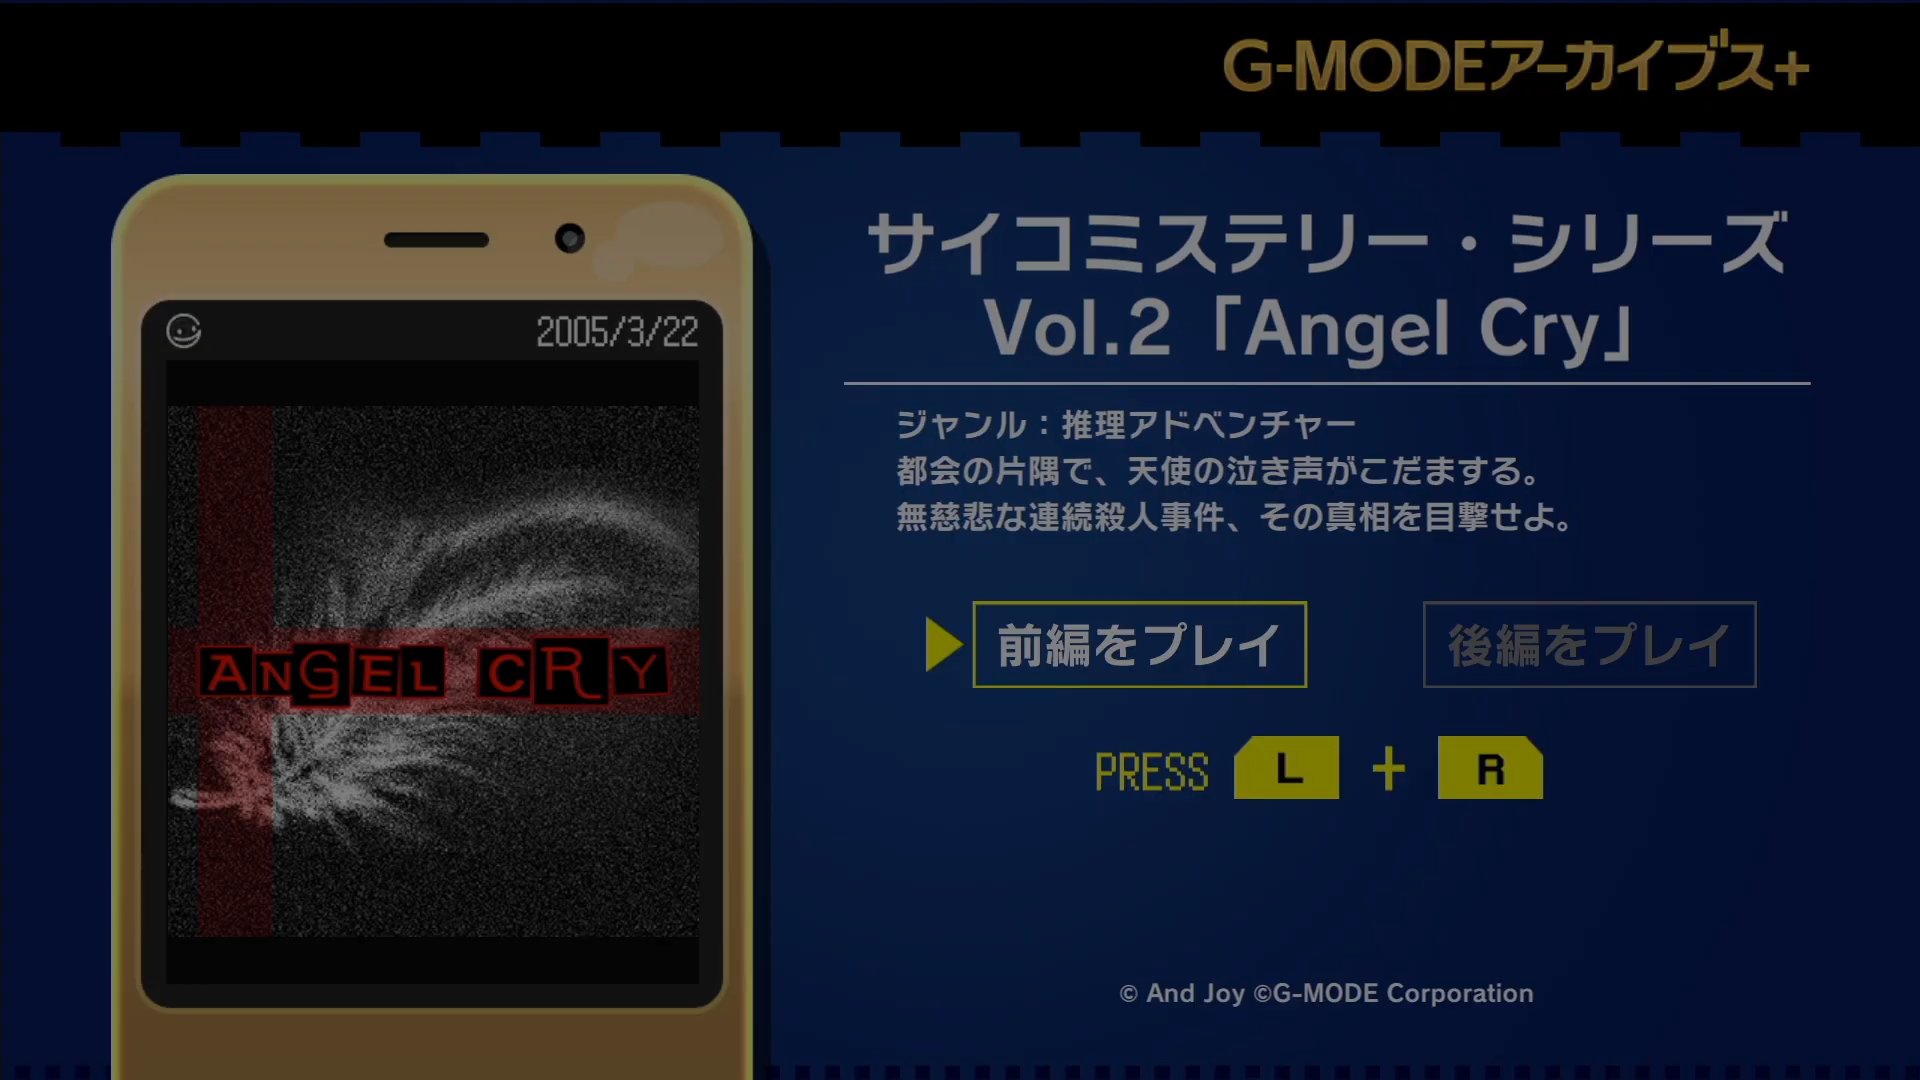 G-MODEアーカイブス+
2005/3/22
ANGEL CRY
サイコミステリー・シリーズ
Vol.2「Angel Cry」
ジャンル：推理アドベンチャー
都会の片隅で、天使の泣き声がこだまする。
無慈悲な連続殺人事件、その真相を目撃せよ。
前編をプレイ
後編をプレイ
PRESS L + R
© And Joy ©G-MODE Corporation